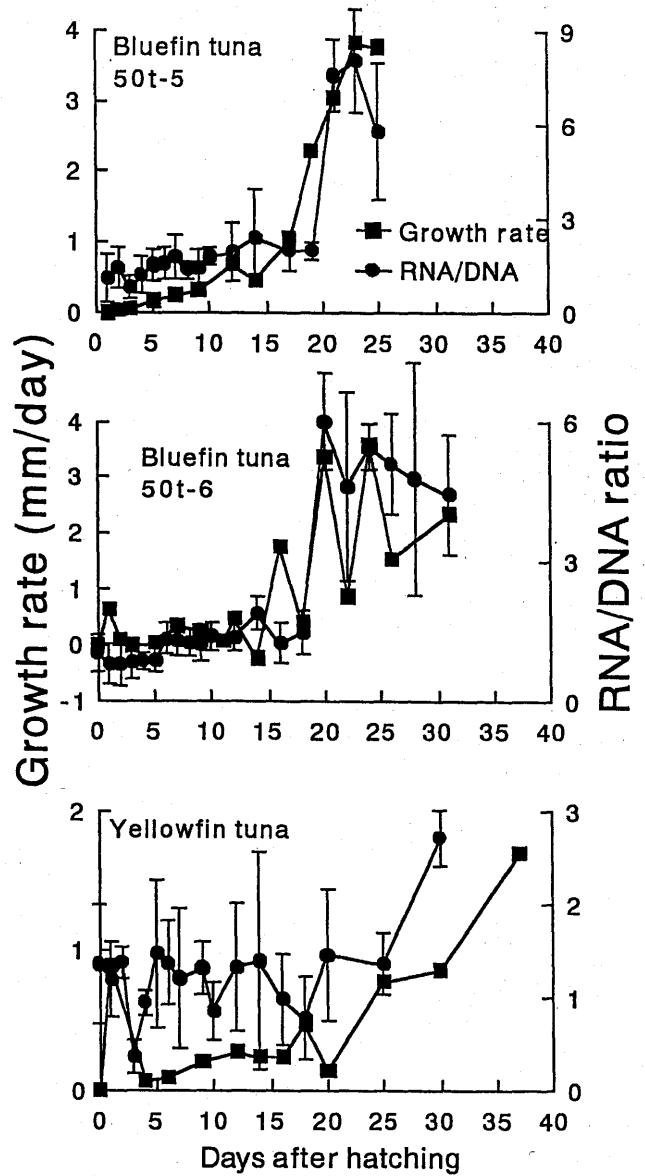 Growth rate (mm/day)
RNA/DNA ratio
Bluefin tuna
50t-5
4
3
2
1
0
9
6
3
0
Growth rate
RNA/DNA
0 5 10 15 20 25 30 35 40
Bluefin tuna
50t-6
4
3
2
1
0
-1
6
3
0
0 5 10 15 20 25 30 35 40
Yellowfin tuna
2
1
0
3
2
1
0
0 5 10 15 20 25 30 35 40
Days after hatching